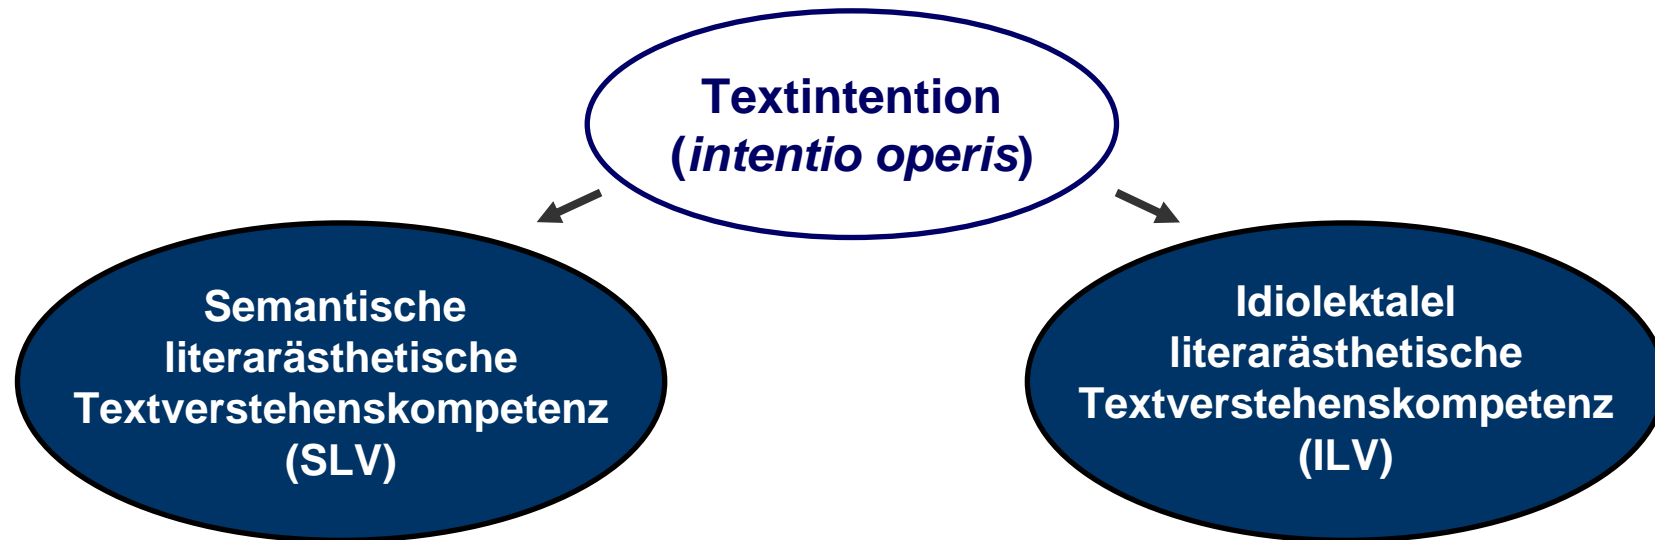 Textintention
(intentio operis)
Semantische
literarästhetische
Textverstehenskompetenz
(SLV)
Idiolektalel
literarästhetische
Textverstehenskompetenz
(ILV)